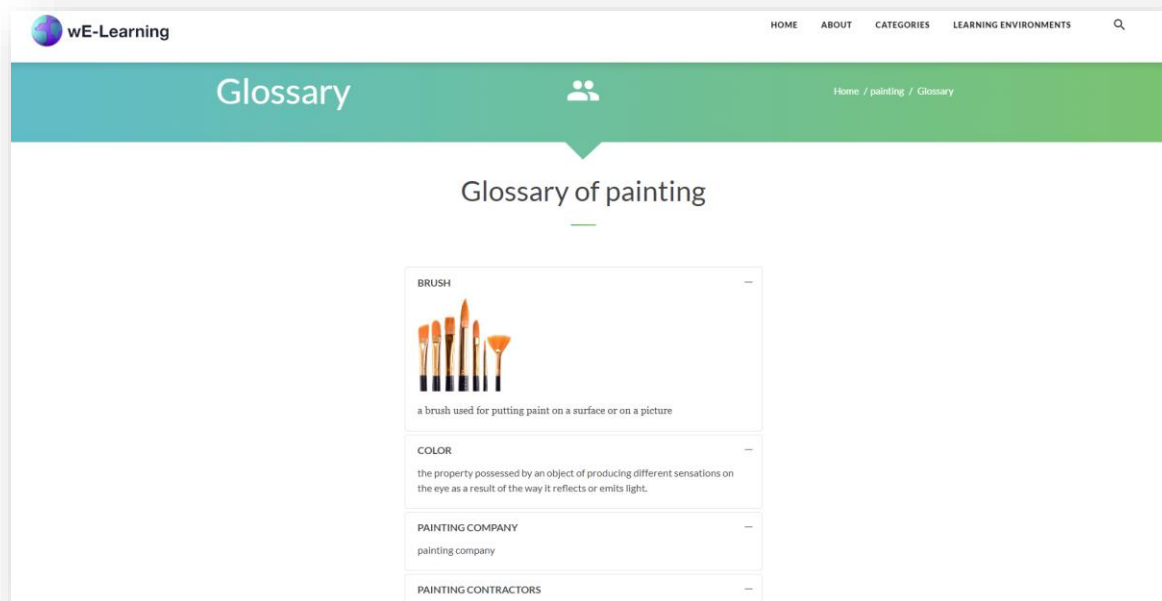 wE-Learning
HOME ABOUT CATEGORIES LEARNING ENVIRONMENTS
Glossary
Home / painting / Glossary
Glossary of painting
BRUSH
a brush used for putting paint on a surface or on a picture
COLOR
the property possessed by an object of producing different sensations on
the eye as a result of the way it reflects or emits light.
PAINTING COMPANY
painting company
PAINTING CONTRACTORS